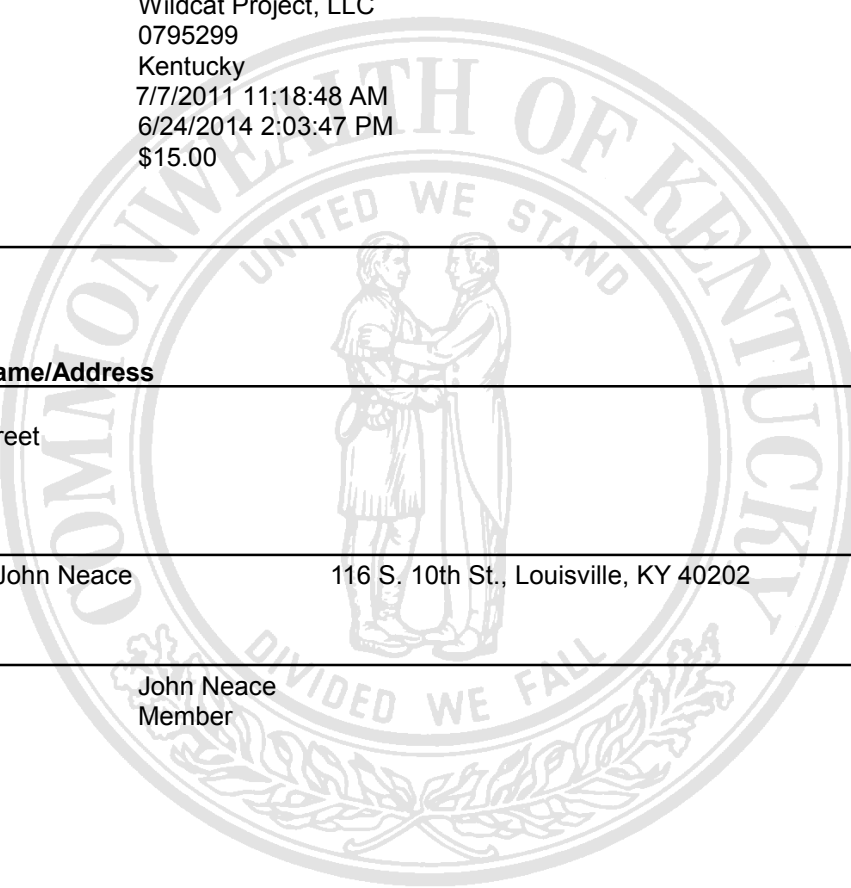 Wildcat Project, LLC
0795299
Kentucky
7/7/2011 11:18:48 AM
6/24/2014 2:03:47 PM
$15.00
COMMONWEALTH OF KENTUCKY
UNITED WE STAND
ame/Address
reet
John Neace 116 S. 10th St., Louisville, KY 40202
DIVIDED WE FALL
John Neace
Member